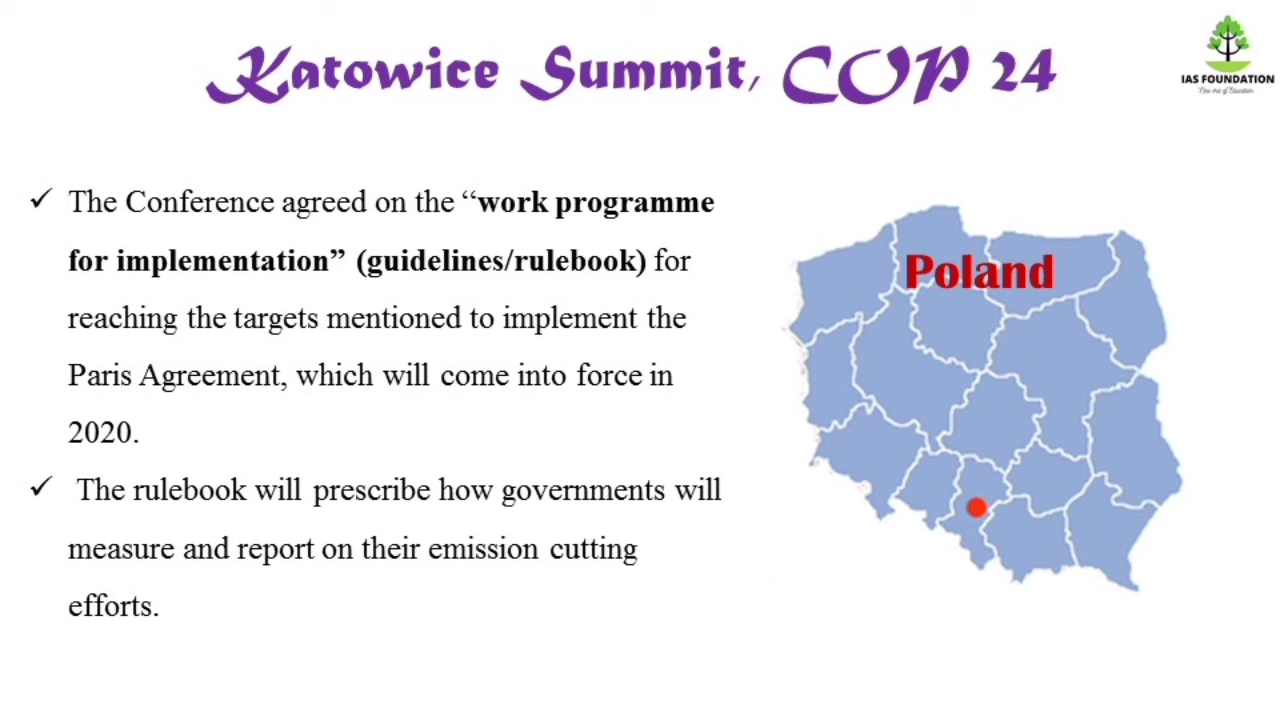 Katowice Summit, COP 24
IAS FOUNDATION
New era of Education
✓ The Conference agreed on the “work programme
for implementation” (guidelines/rulebook) for
reaching the targets mentioned to implement the
Paris Agreement, which will come into force in
2020.
✓ The rulebook will prescribe how governments will
measure and report on their emission cutting
efforts.
Poland